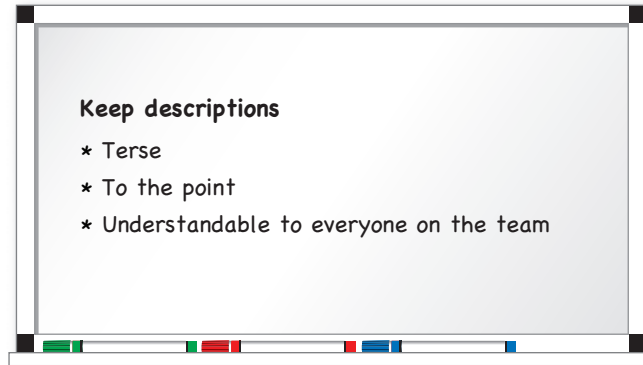 Keep descriptions
* Terse
* To the point
* Understandable to everyone on the team